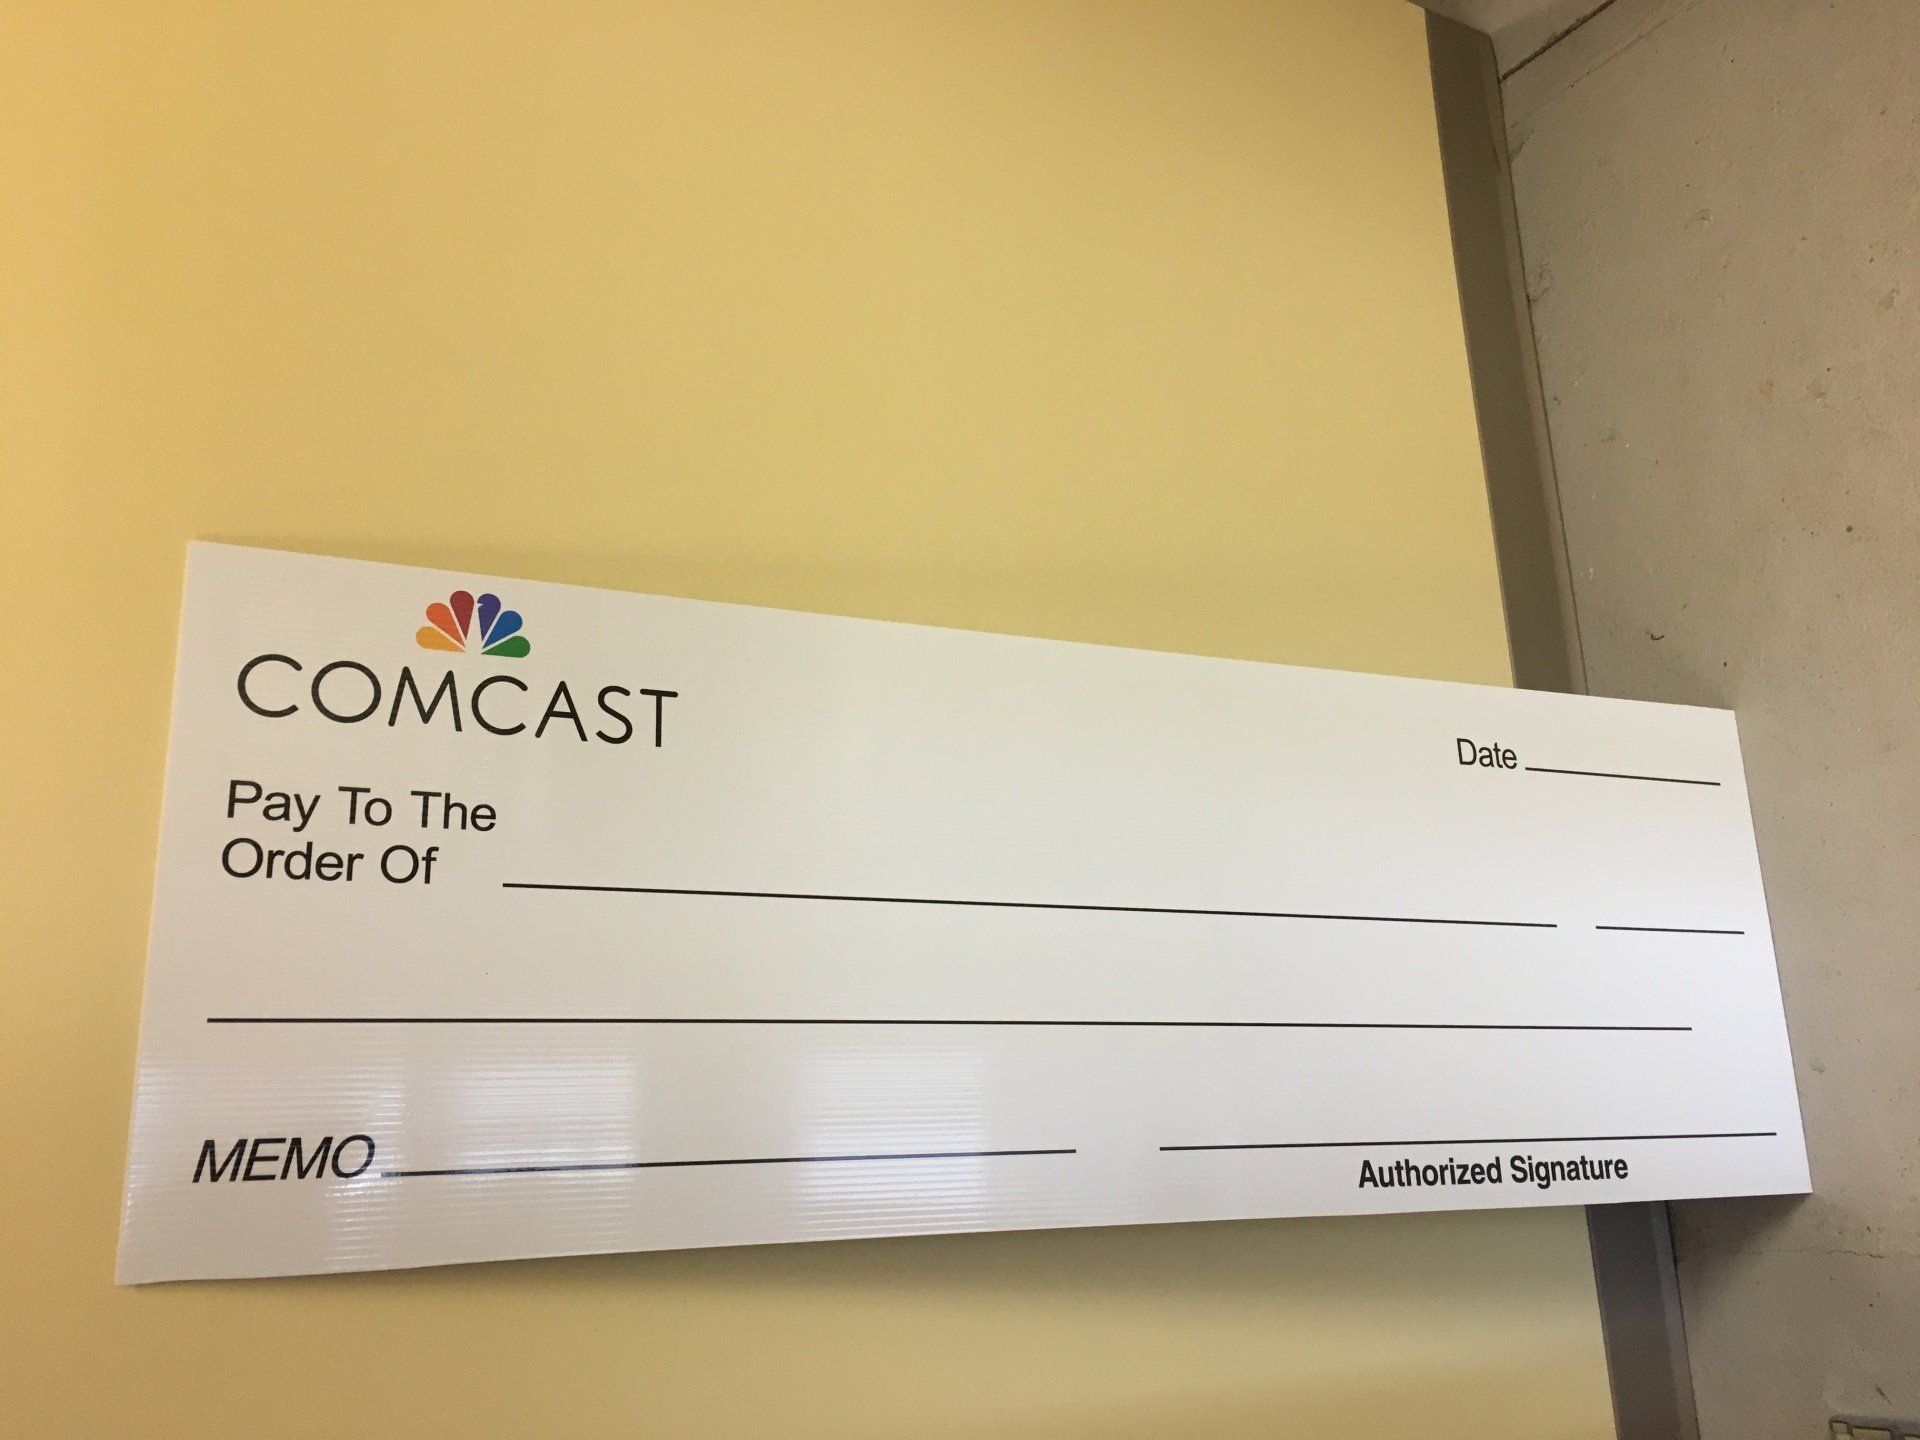 COMCAST
Date
Pay To The
Order Of
MEMO
Authorized Signature